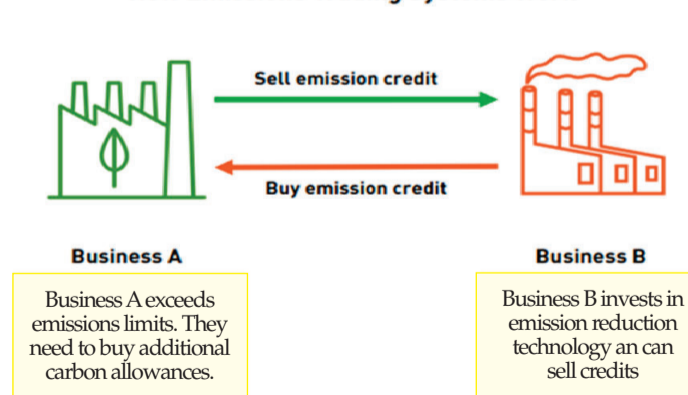 Sell emission credit
Buy emission credit
Business A
Business B
Business A exceeds
emissions limits. They
need to buy additional
carbon allowances.
Business B invests in
emission reduction
technology an can
sell credits